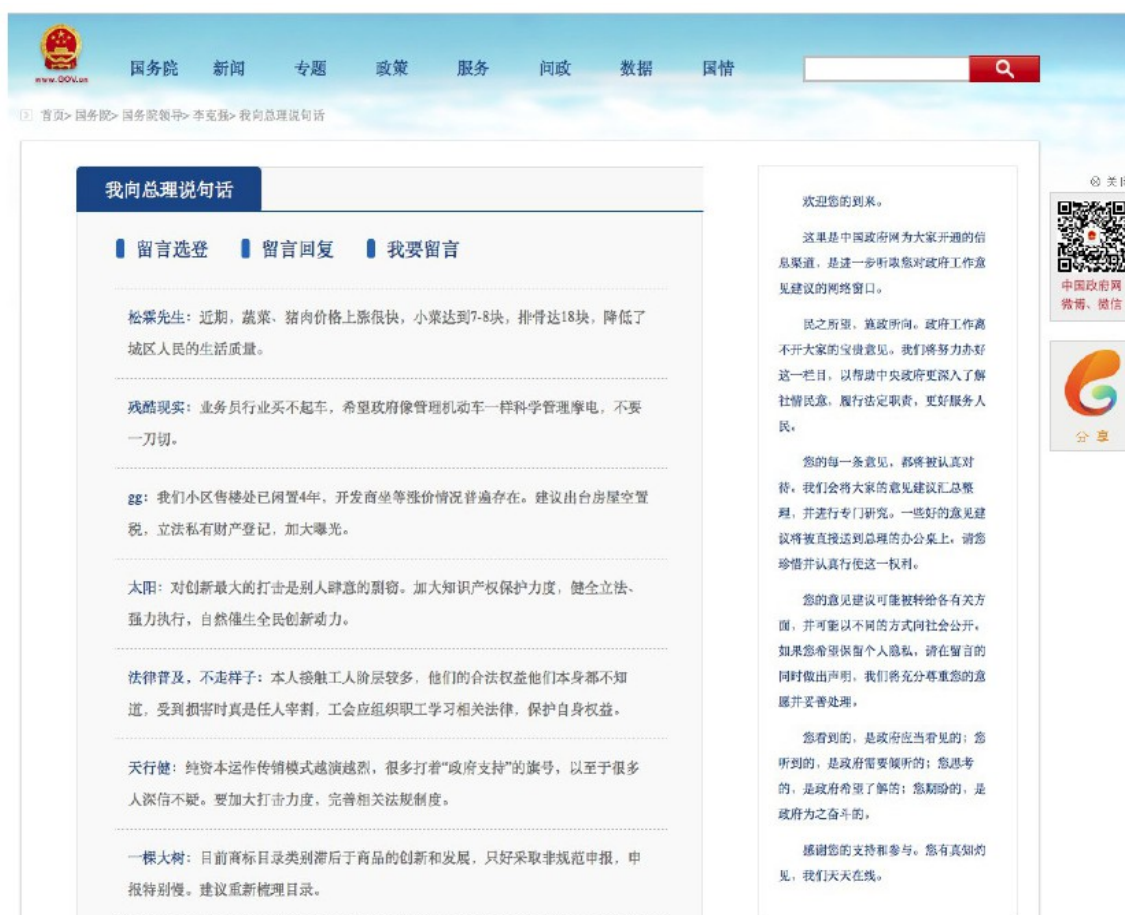 www.GOV.cn
国务院 新闻 专题 政策 服务 问政 数据 国情
首页> 国务院> 国务院领导> 李克强> 我向总理说句话
我向总理说句话
留言选登 留言回复 我要留言
松霖先生：近期，蔬菜、猪肉价格上涨很快，小菜达到7-8块，排骨达18块，降低了
城区人民的生活质量。
残酷现实：业务员行业买不起车，希望政府像管理机动车一样科学管理摩电，不要
一刀切。
gg：我们小区售楼处已闲置4年，开发商坐等涨价情况普遍存在。建议出台房屋空置
税，立法私有财产登记，加大曝光。
太阳：对创新最大的打击是别人肆意的剽窃。加大知识产权保护力度，健全立法、
强力执行，自然催生全民创新动力。
法律普及，不走样子：本人接触工人阶层较多，他们的合法权益他们本身都不知
道，受到损害时真是任人宰割，工会应组织职工学习相关法律，保护自身权益。
天行健：纯资本运作传销模式越演越烈，很多打着“政府支持”的旗号，以至于很多
人深信不疑。要加大打击力度，完善相关法规制度。
一棵大树：目前商标目录类别滞后于商品的创新和发展，只好采取非规范申报，申
报特别慢。建议重新梳理目录。
欢迎您的到来。
这里是中国政府网为大家开通的信
息渠道，是进一步听取您对政府工作意
见建议的网络窗口。
民之所望，施政所向。政府工作离
不开大家的宝贵意见。我们将努力办好
这一栏目，以帮助中央政府更深入了解
社情民意，履行法定职责，更好服务人
民。
您的每一条意见，都将被认真对
待。我们会将大家的意见建议汇总整
理，并进行专门研究。一些好的意见建
议将被直接送到总理的办公桌上。请您
珍惜并认真行使这一权利。
您的意见建议可能被转给各有关方
面，并可能以不同的方式向社会公开。
如果您希望保留个人隐私，请在留言的
同时做出声明，我们将充分尊重您的意
愿并妥善处理。
您看到的，是政府应当看见的；您
听到的，是政府需要倾听的；您思考
的，是政府希望了解的；您期盼的，是
政府为之奋斗的。
感谢您的支持和参与。您有真知灼
见，我们天天在线。
关闭
中国政府网
微博、微信
分享